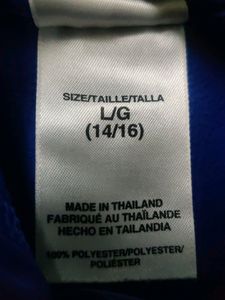 SIZE/TAILLE/TALLA
L/G
(14/16)
MADE IN THAILAND
FABRIQUÉ AU THAÏLANDE
HECHO EN TAILANDIA
100% POLYESTER/POLYESTER/
POLIÉSTER